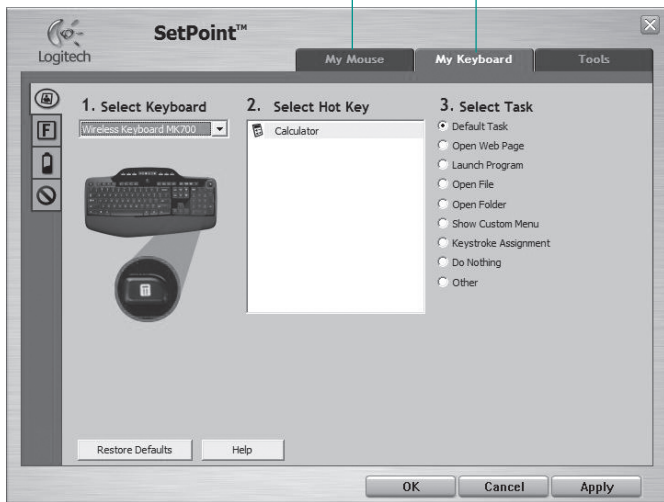 Logitech
SetPoint™
My Mouse
My Keyboard
Tools
1. Select Keyboard
Wireless Keyboard MK700
2. Select Hot Key
Calculator
3. Select Task
Default Task
Open Web Page
Launch Program
Open File
Open Folder
Show Custom Menu
Keystroke Assignment
Do Nothing
Other
F
Restore Defaults
Help
OK
Cancel
Apply